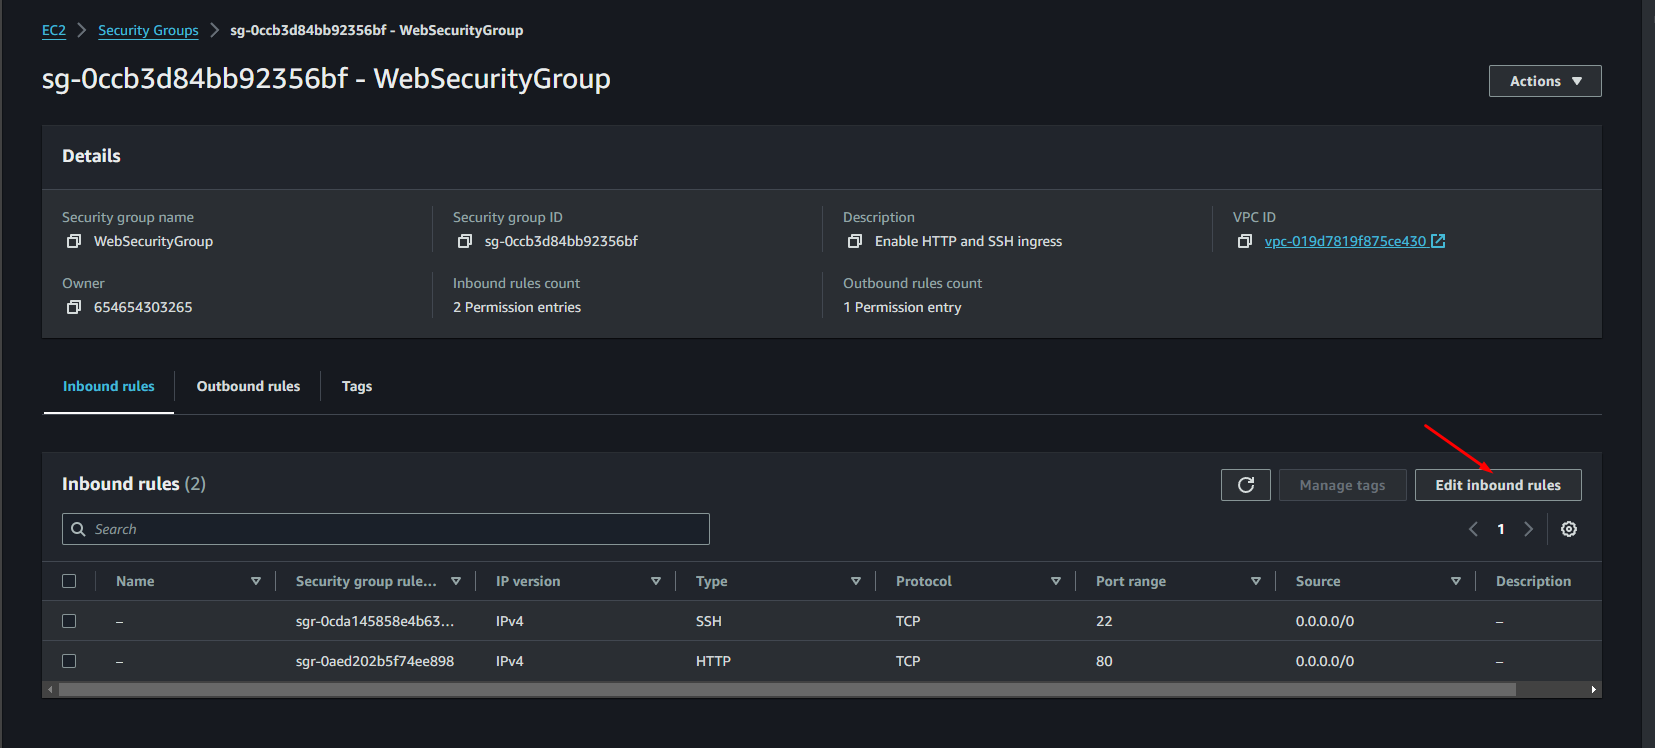 EC2 > Security Groups > sg-0ccb3d84bb92356bf - WebSecurityGroup
sg-0ccb3d84bb92356bf - WebSecurityGroup
Actions
Details
Security group name
WebSecurityGroup
Security group ID
sg-0ccb3d84bb92356bf
Description
Enable HTTP and SSH ingress
VPC ID
vpc-019d7819f875ce430
Owner
654654303265
Inbound rules count
2 Permission entries
Outbound rules count
1 Permission entry
Inbound rules Outbound rules Tags
Inbound rules (2)
Manage tags Edit inbound rules
Search
1
Name Security group rule... IP version Type Protocol Port range Source Description
– sgr-0cda145858e4b63... IPv4 SSH TCP 22 0.0.0.0/0 –
– sgr-0aed202b5f74ee898 IPv4 HTTP TCP 80 0.0.0.0/0 –